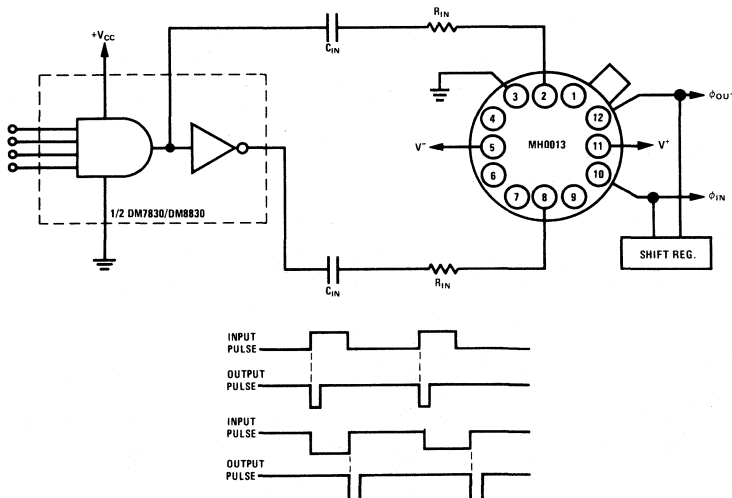 +VCC
CIN
RIN
1/2 DM7830/DM8830
3
2
1
4
12
V-
5
MH0013
11
V+
6
10
7
8
9
ϕOUT
ϕIN
SHIFT REG.
CIN
RIN
INPUT
PULSE
OUTPUT
PULSE
INPUT
PULSE
OUTPUT
PULSE